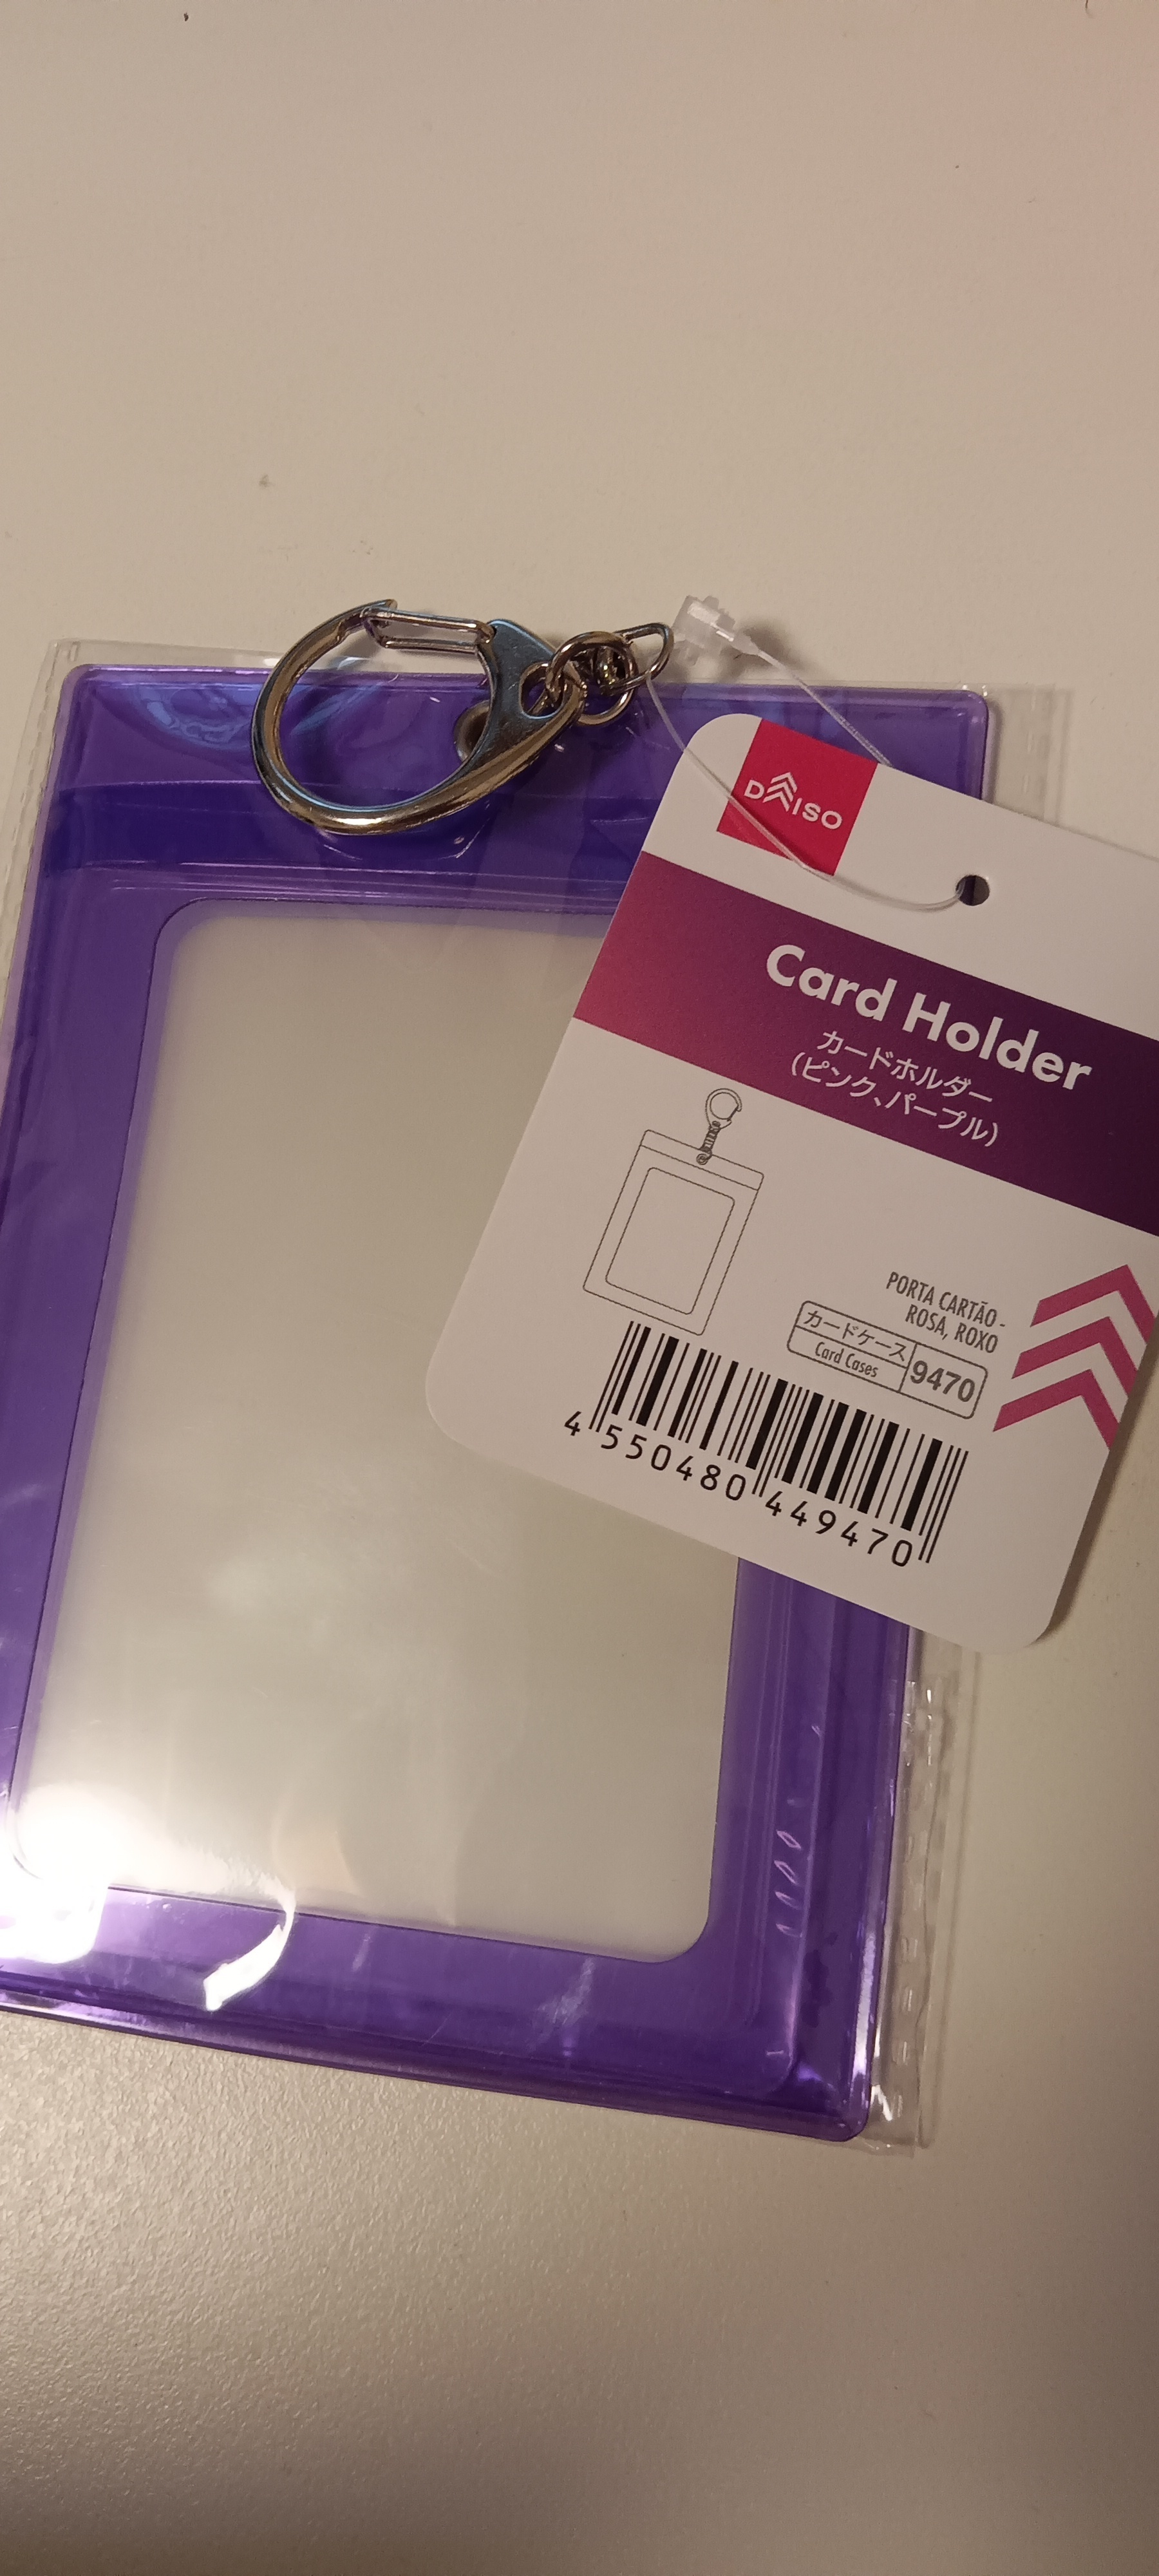 DAISO
Card Holder
カードホルダー
(ピンク、パープル)
PORTA CARTÃO -
ROSA, ROXO
カードケース
Card Cases
9470
4 550480 449470